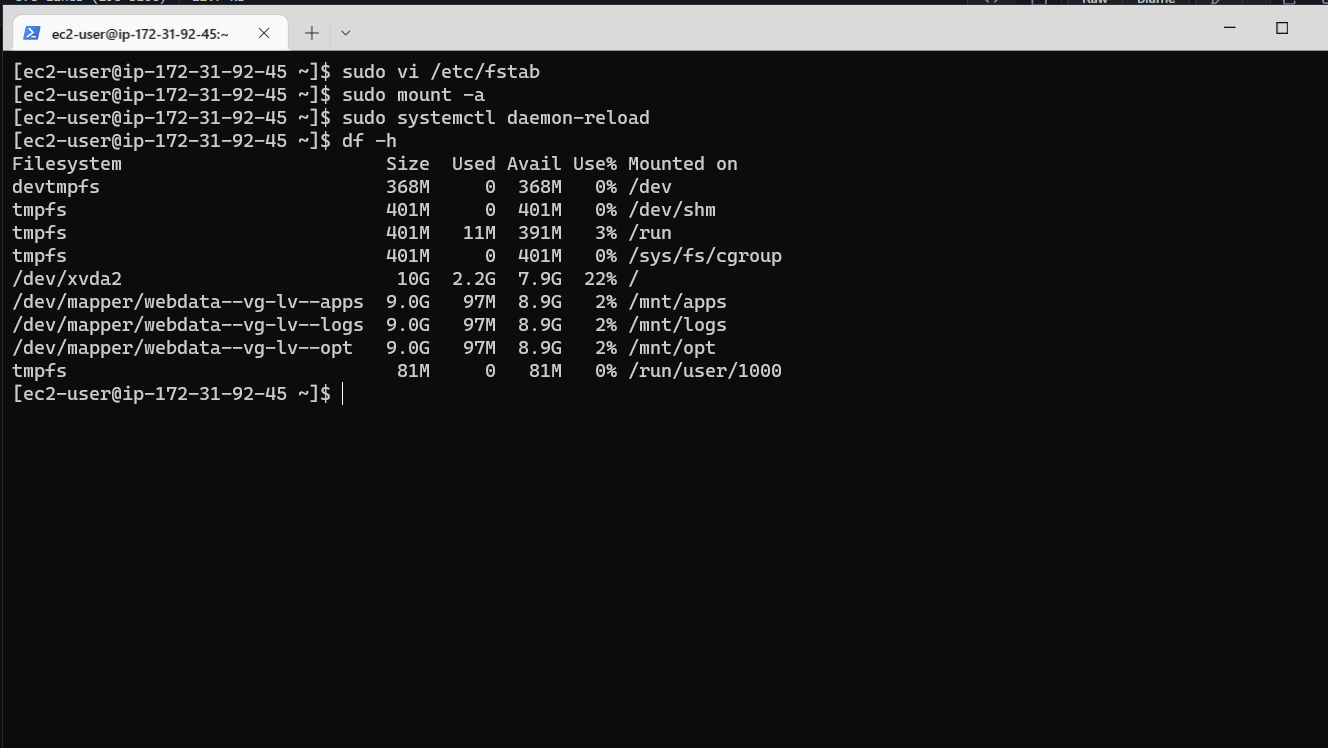 Raw Blame
ec2-user@ip-172-31-92-45:~
[ec2-user@ip-172-31-92-45 ~]$ sudo vi /etc/fstab
[ec2-user@ip-172-31-92-45 ~]$ sudo mount -a
[ec2-user@ip-172-31-92-45 ~]$ sudo systemctl daemon-reload
[ec2-user@ip-172-31-92-45 ~]$ df -h
Filesystem                        Size  Used Avail Use% Mounted on
devtmpfs                          368M     0  368M   0% /dev
tmpfs                             401M     0  401M   0% /dev/shm
tmpfs                             401M   11M  391M   3% /run
tmpfs                             401M     0  401M   0% /sys/fs/cgroup
/dev/xvda2                         10G  2.2G  7.9G  22% /
/dev/mapper/webdata--vg-lv--apps  9.0G   97M  8.9G   2% /mnt/apps
/dev/mapper/webdata--vg-lv--logs  9.0G   97M  8.9G   2% /mnt/logs
/dev/mapper/webdata--vg-lv--opt   9.0G   97M  8.9G   2% /mnt/opt
tmpfs                              81M     0   81M   0% /run/user/1000
[ec2-user@ip-172-31-92-45 ~]$